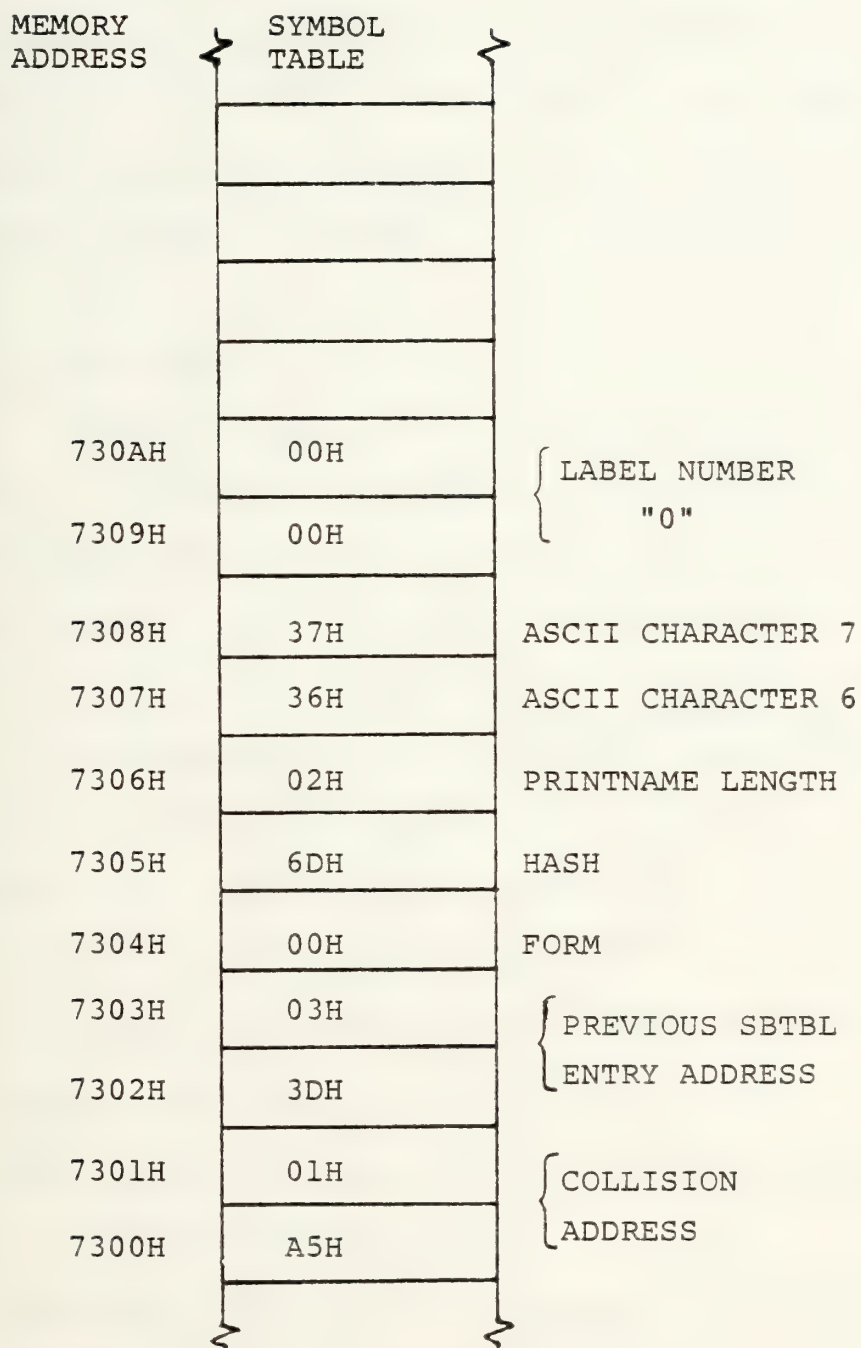 MEMORY ADDRESS
SYMBOL TABLE
730AH 00H
LABEL NUMBER "0"
7309H 00H
7308H 37H ASCII CHARACTER 7
7307H 36H ASCII CHARACTER 6
7306H 02H PRINTNAME LENGTH
7305H 6DH HASH
7304H 00H FORM
7303H 03H
PREVIOUS SBTBL
ENTRY ADDRESS
7302H 3DH
7301H 01H
COLLISION
ADDRESS
7300H A5H